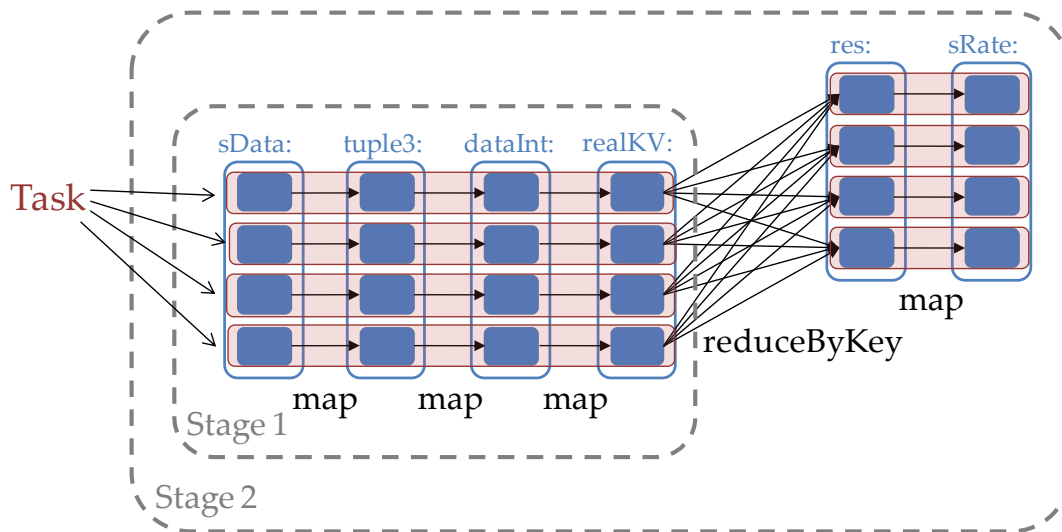 res: sRate:
sData: tuple3: dataInt: realKV:
Task
map
reduceByKey
map map map
Stage 1
Stage 2